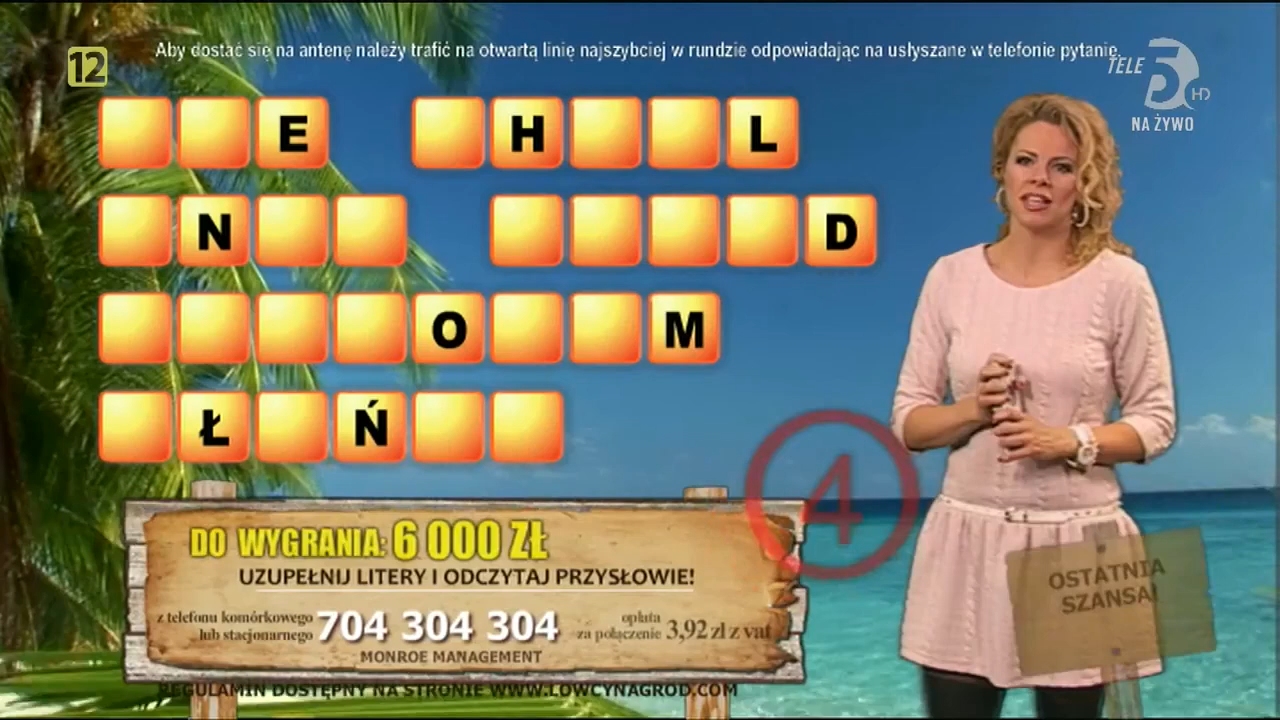 Aby dostać się na antenę należy trafić na otwartą linię najszybciej w rundzie odpowiadając na usłyszane w telefonie pytanie.
12
TELE 5 HD
NA ŻYWO
E H L
N D
O M
Ł Ń
4
DO WYGRANIA: 6 000 ZŁ
UZUPEŁNIJ LITERY I ODCZYTAJ PRZYSŁOWIE!
z telefonu komórkowego
lub stacjonarnego
704 304 304
opłata
za połączenie
3,92 zł z vat
MONROE MANAGEMENT
OSTATNIA
SZANSA!
REGULAMIN DOSTĘPNY NA STRONIE WWW.LOWCYNAGROD.COM